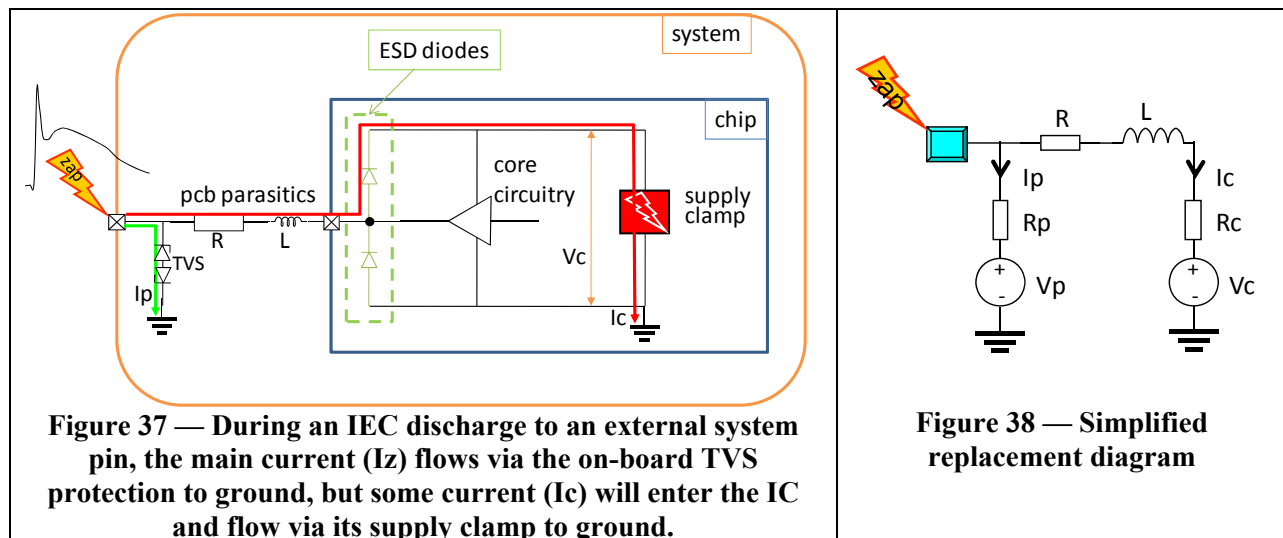 system
ESD diodes
chip
zap
pcb parasitics
core
circuitry
supply
clamp
R
L
TVS
Vc
Ip
Ic
Figure 37 — During an IEC discharge to an external system
pin, the main current (Iz) flows via the on-board TVS
protection to ground, but some current (Ic) will enter the IC
and flow via its supply clamp to ground.
zap
R
L
Ip
Ic
Rp
Rc
+
-
Vp
+
-
Vc
Figure 38 — Simplified
replacement diagram